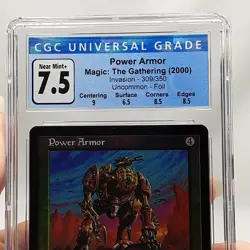 CGC UNIVERSAL GRADE
Near Mint+
7.5
Power Armor
Magic: The Gathering (2000)
Invasion - 309/350
Uncommon - Foil
Centering Surface Corners Edges
9 6.5 8.5 8.5
Power Armor 4